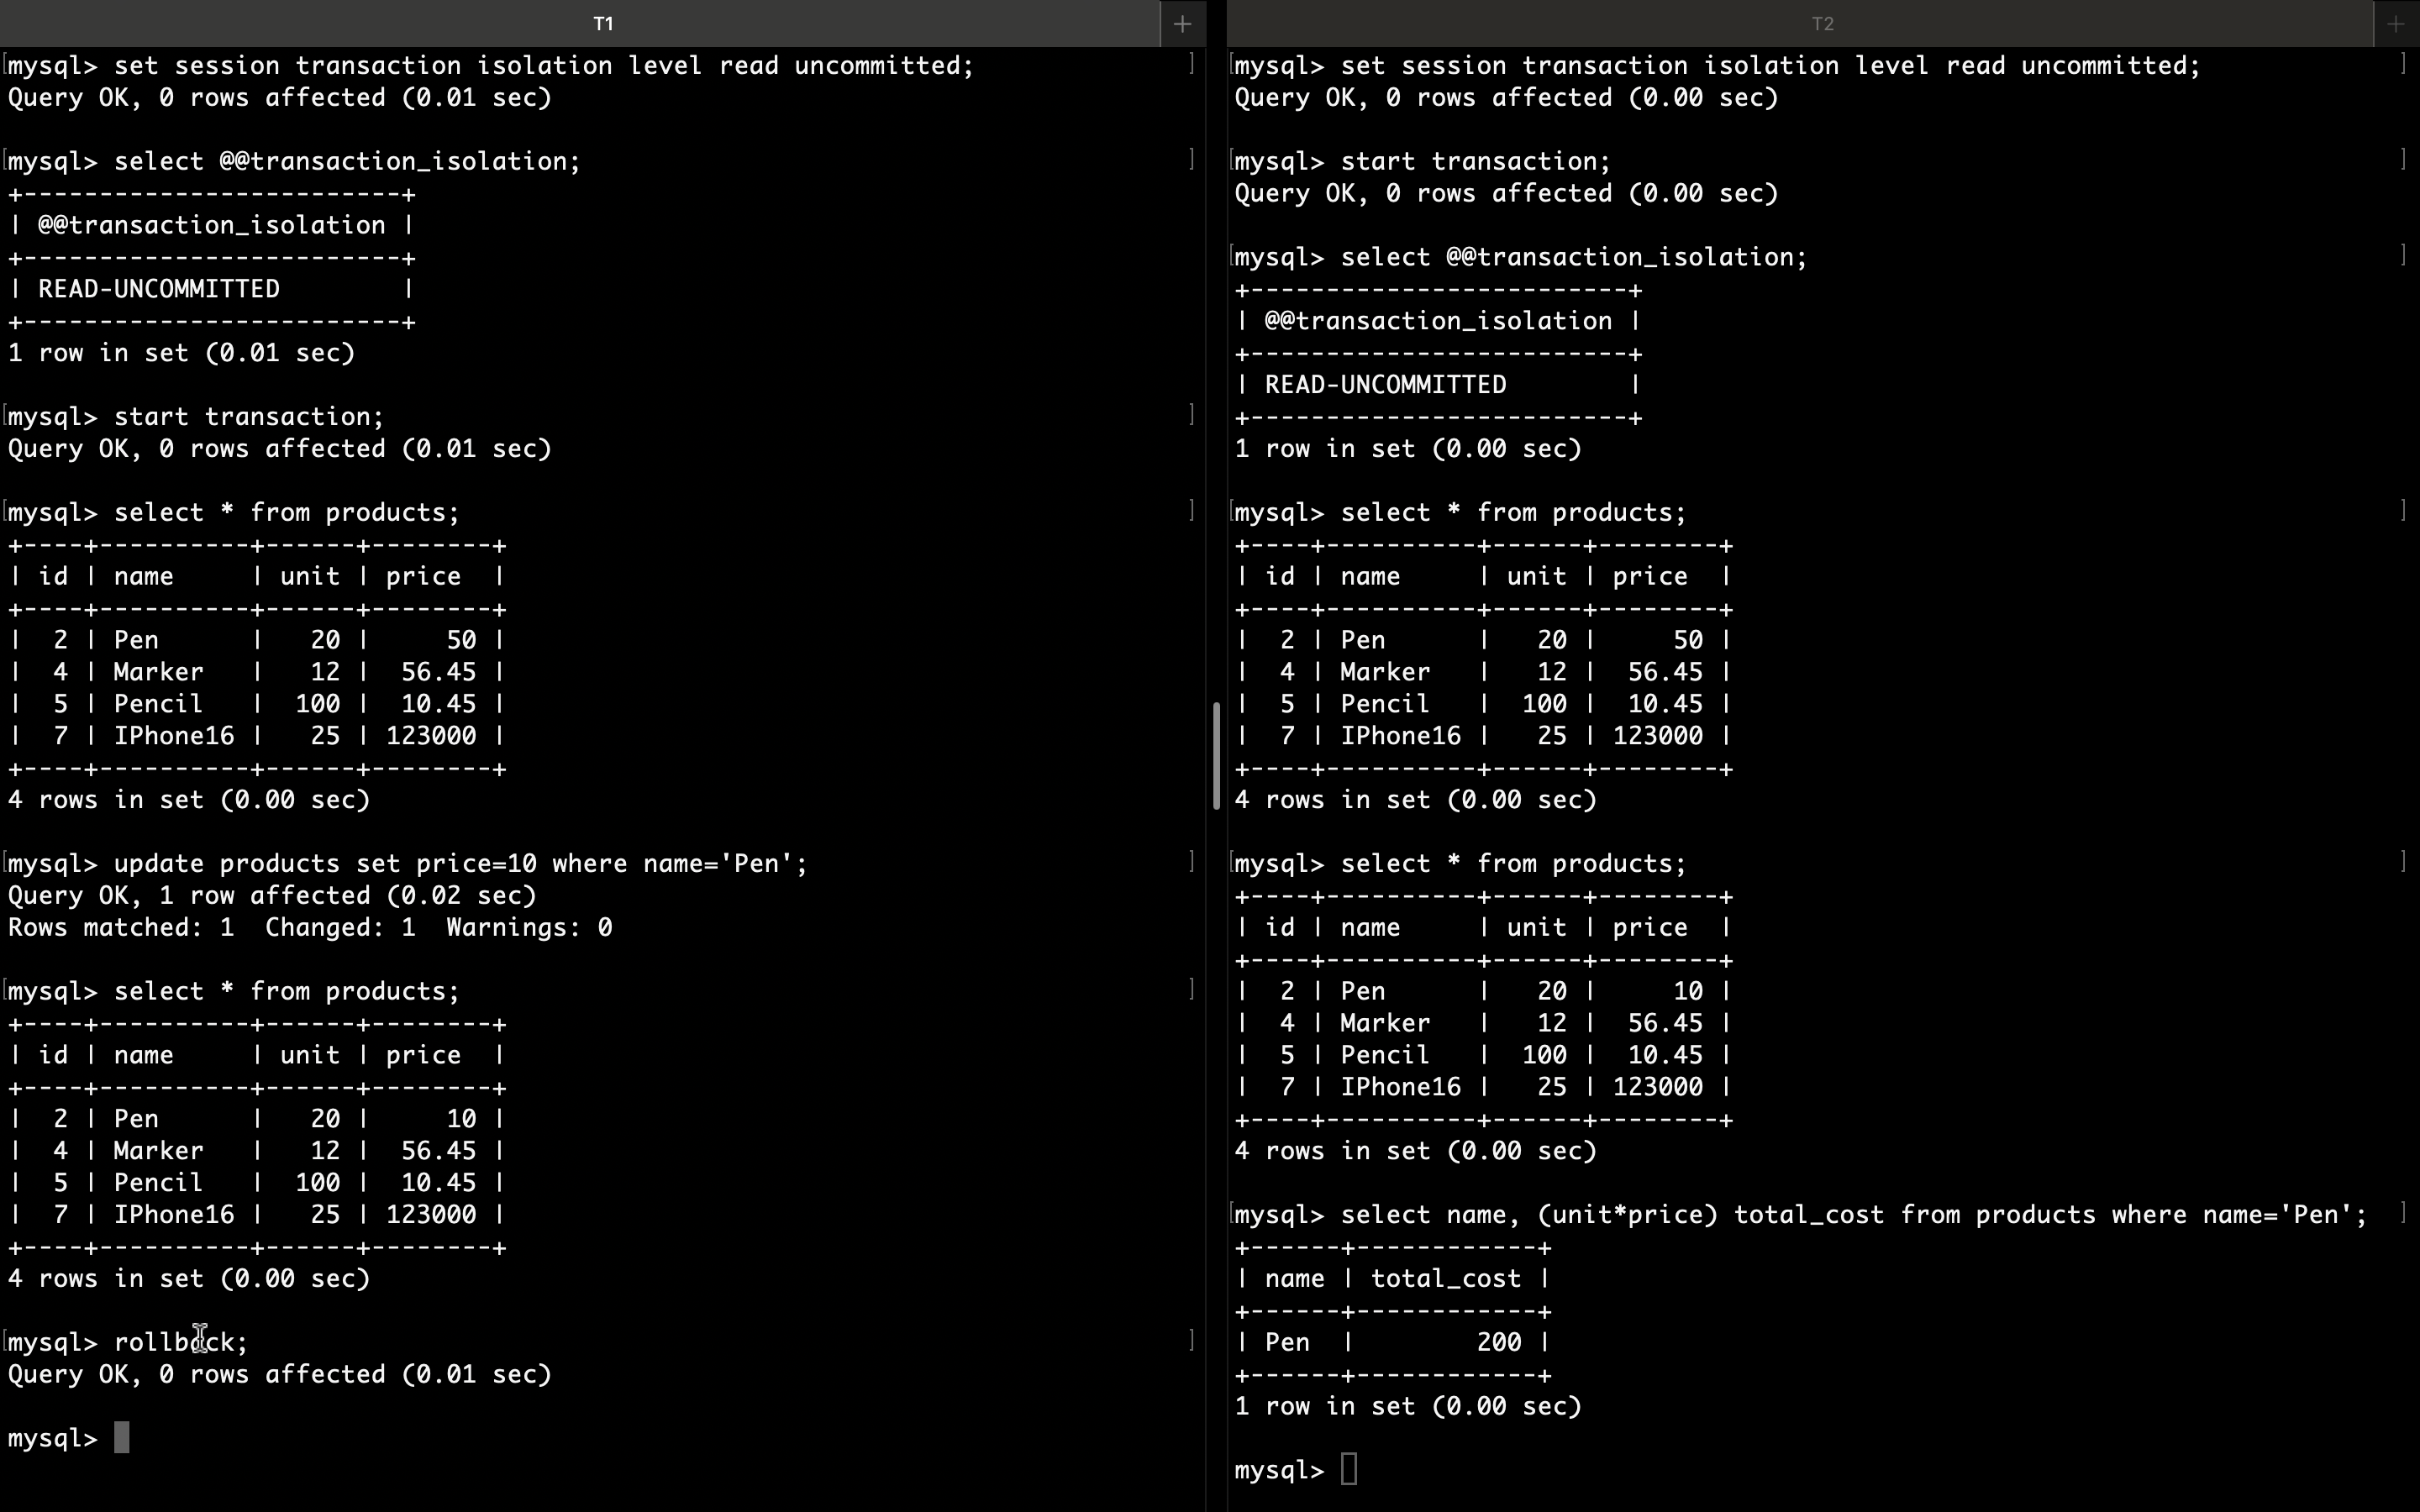 T1
mysql> set session transaction isolation level read uncommitted;
Query OK, 0 rows affected (0.01 sec)
mysql> select @@transaction_isolation;
+-------------------------+
| @@transaction_isolation |
+-------------------------+
| READ-UNCOMMITTED        |
+-------------------------+
1 row in set (0.01 sec)
mysql> start transaction;
Query OK, 0 rows affected (0.01 sec)
mysql> select * from products;
+----+----------+------+--------+
| id | name     | unit | price  |
+----+----------+------+--------+
|  2 | Pen      |   20 |     50 |
|  4 | Marker   |   12 |  56.45 |
|  5 | Pencil   |  100 |  10.45 |
|  7 | IPhone16 |   25 | 123000 |
+----+----------+------+--------+
4 rows in set (0.00 sec)
mysql> update products set price=10 where name='Pen';
Query OK, 1 row affected (0.02 sec)
Rows matched: 1  Changed: 1  Warnings: 0
mysql> select * from products;
+----+----------+------+--------+
| id | name     | unit | price  |
+----+----------+------+--------+
|  2 | Pen      |   20 |     10 |
|  4 | Marker   |   12 |  56.45 |
|  5 | Pencil   |  100 |  10.45 |
|  7 | IPhone16 |   25 | 123000 |
+----+----------+------+--------+
4 rows in set (0.00 sec)
mysql> rollback;
Query OK, 0 rows affected (0.01 sec)
mysql>
T2
mysql> set session transaction isolation level read uncommitted;
Query OK, 0 rows affected (0.00 sec)
mysql> start transaction;
Query OK, 0 rows affected (0.00 sec)
mysql> select @@transaction_isolation;
+-------------------------+
| @@transaction_isolation |
+-------------------------+
| READ-UNCOMMITTED        |
+-------------------------+
1 row in set (0.00 sec)
mysql> select * from products;
+----+----------+------+--------+
| id | name     | unit | price  |
+----+----------+------+--------+
|  2 | Pen      |   20 |     50 |
|  4 | Marker   |   12 |  56.45 |
|  5 | Pencil   |  100 |  10.45 |
|  7 | IPhone16 |   25 | 123000 |
+----+----------+------+--------+
4 rows in set (0.00 sec)
mysql> select * from products;
+----+----------+------+--------+
| id | name     | unit | price  |
+----+----------+------+--------+
|  2 | Pen      |   20 |     10 |
|  4 | Marker   |   12 |  56.45 |
|  5 | Pencil   |  100 |  10.45 |
|  7 | IPhone16 |   25 | 123000 |
+----+----------+------+--------+
4 rows in set (0.00 sec)
mysql> select name, (unit*price) total_cost from products where name='Pen';
+------+------------+
| name | total_cost |
+------+------------+
| Pen  |        200 |
+------+------------+
1 row in set (0.00 sec)
mysql>